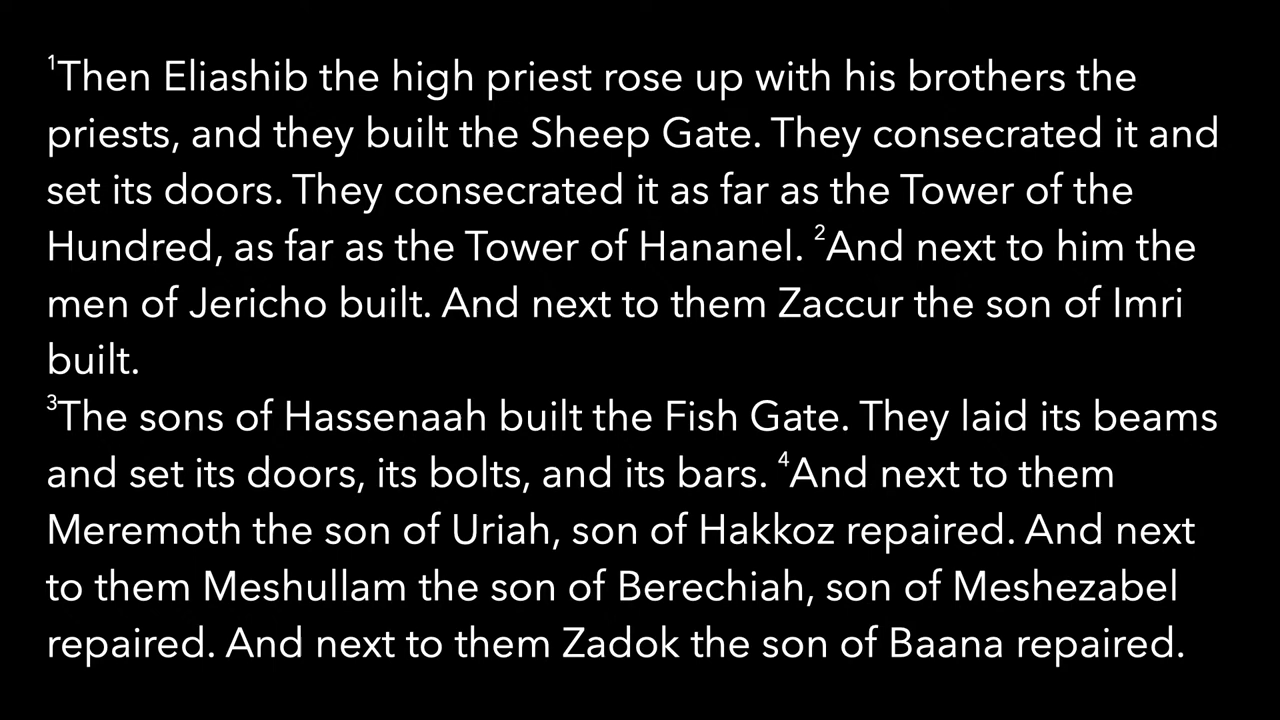 ¹Then Eliashib the high priest rose up with his brothers the
priests, and they built the Sheep Gate. They consecrated it and
set its doors. They consecrated it as far as the Tower of the
Hundred, as far as the Tower of Hananel. ²And next to him the
men of Jericho built. And next to them Zaccur the son of Imri
built.
³The sons of Hassenaah built the Fish Gate. They laid its beams
and set its doors, its bolts, and its bars. ⁴And next to them
Meremoth the son of Uriah, son of Hakkoz repaired. And next
to them Meshullam the son of Berechiah, son of Meshezabel
repaired. And next to them Zadok the son of Baana repaired.